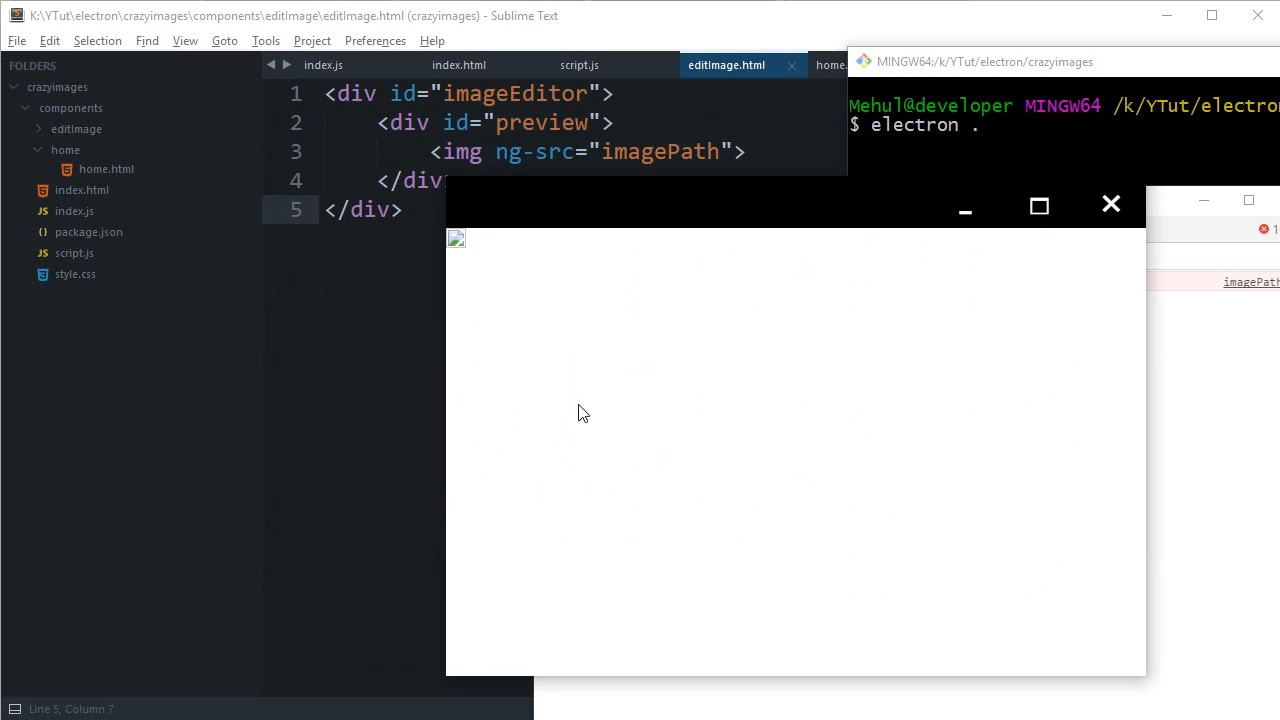 K:\YTut\electron\crazyimages\components\editImage\editImage.html (crazyimages) - Sublime Text
File Edit Selection Find View Goto Tools Project Preferences Help
FOLDERS
crazyimages
components
editImage
home
home.html
index.html
index.js
package.json
script.js
style.css
index.js index.html script.js editImage.html home.
1 <div id="imageEditor">
2 <div id="preview">
3 <img ng-src="imagePath">
4 </div
5 </div>
MINGW64:/k/YTut/electron/crazyimages
Mehul@developer MINGW64 /k/YTut/electro
$ electron .
1
imagePath
Line 5, Column 7